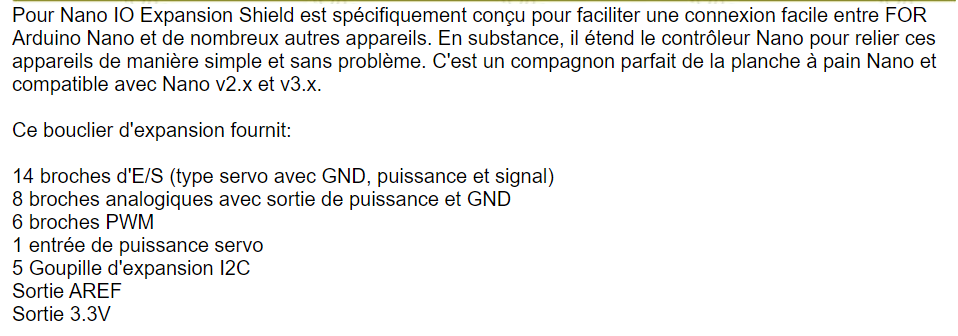 Pour Nano IO Expansion Shield est spécifiquement conçu pour faciliter une connexion facile entre FOR
Arduino Nano et de nombreux autres appareils. En substance, il étend le contrôleur Nano pour relier ces
appareils de manière simple et sans problème. C'est un compagnon parfait de la planche à pain Nano et
compatible avec Nano v2.x et v3.x.
Ce bouclier d'expansion fournit:
14 broches d'E/S (type servo avec GND, puissance et signal)
8 broches analogiques avec sortie de puissance et GND
6 broches PWM
1 entrée de puissance servo
5 Goupille d'expansion I2C
Sortie AREF
Sortie 3.3V